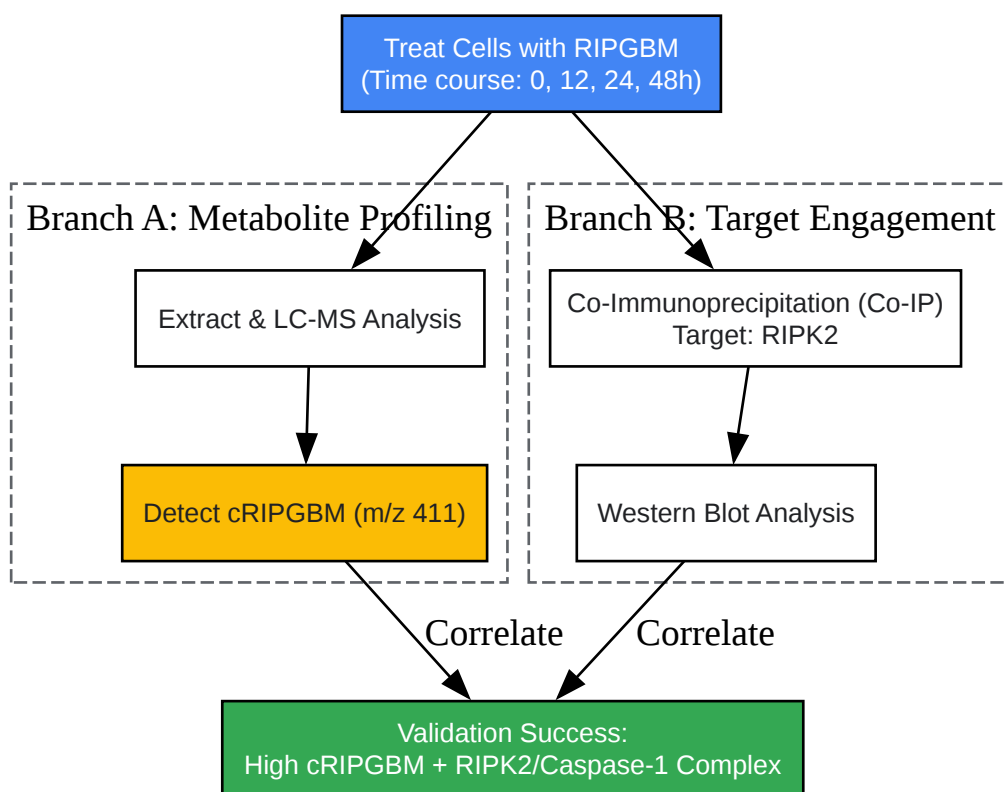 Treat Cells with RIPGBM
(Time course: 0, 12, 24, 48h)
Branch A: Metabolite Profiling
Branch B: Target Engagement
Extract & LC-MS Analysis
Co-Immunoprecipitation (Co-IP)
Target: RIPK2
Detect cRIPGBM (m/z 411)
Western Blot Analysis
Correlate
Correlate
Validation Success:
High cRIPGBM + RIPK2/Caspase-1 Complex